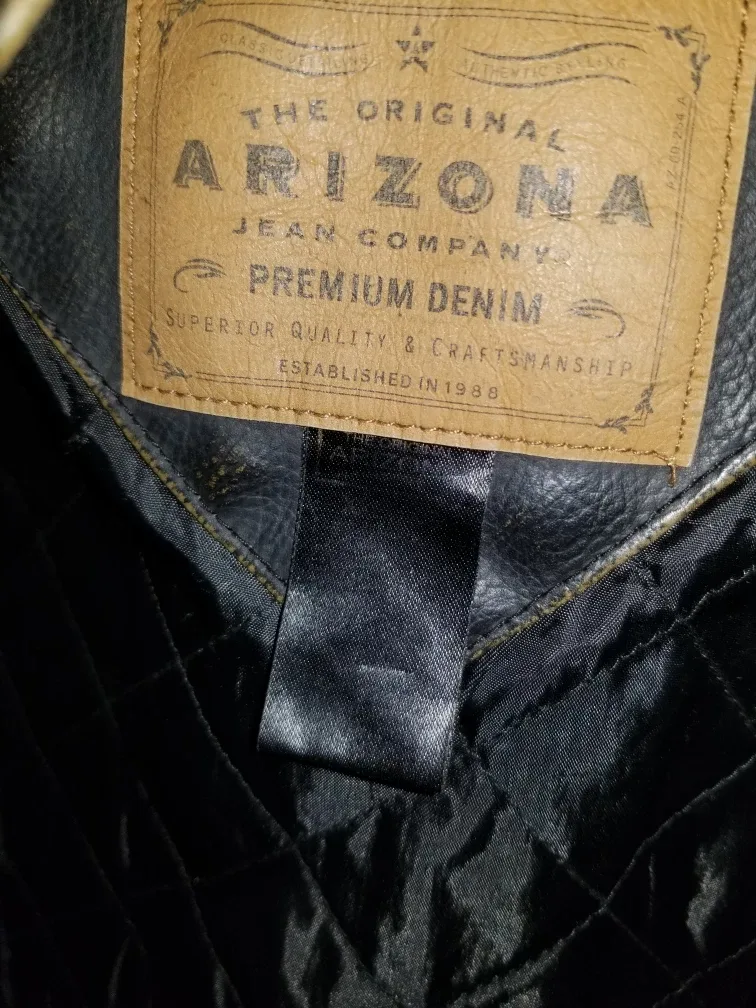 THE ORIGINAL
ARIZONA
JEAN COMPANY
PREMIUM DENIM
SUPERIOR QUALITY & CRAFTSMANSHIP
ESTABLISHED IN 1988